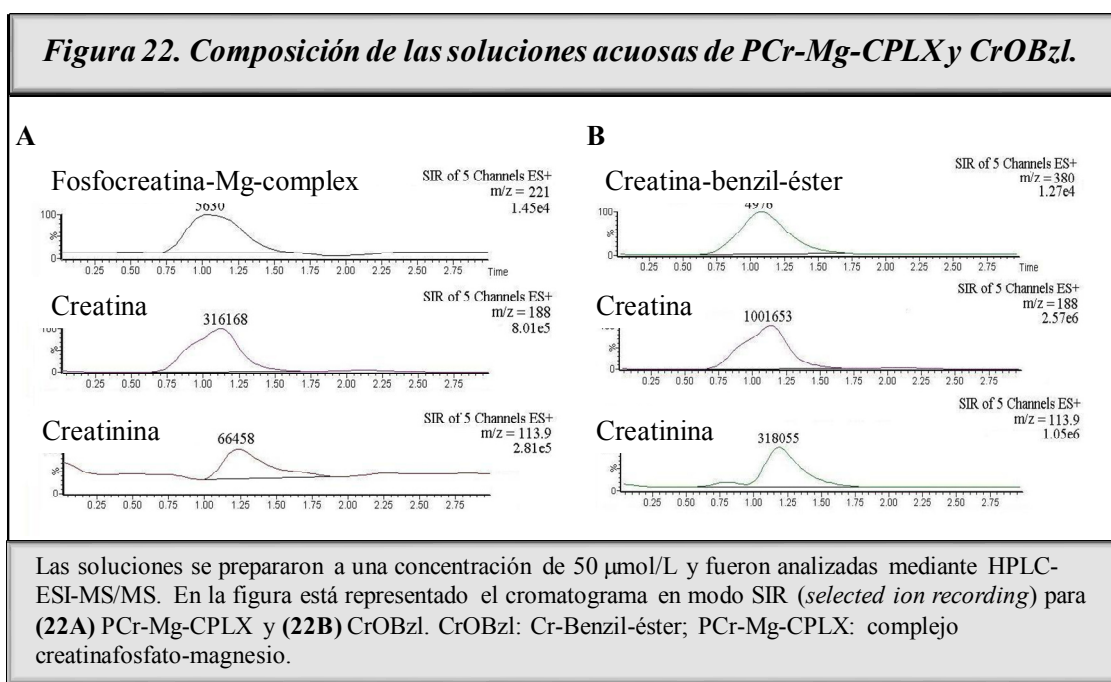 Figura 22. Composición de las soluciones acuosas de PCr-Mg-CPLX y CrOBzl.
A
Fosfocreatina-Mg-complex
SIR of 5 Channels ES+
m/z = 221
1.45e4
5630
100
%
0
0.25 0.50 0.75 1.00 1.25 1.50 1.75 2.00 2.25 2.50 2.75
Time
Creatina
SIR of 5 Channels ES+
m/z = 188
8.01e5
316168
100
%
0
0.25 0.50 0.75 1.00 1.25 1.50 1.75 2.00 2.25 2.50 2.75
Creatinina
SIR of 5 Channels ES+
m/z = 113.9
2.81e5
66458
%
0
0.25 0.50 0.75 1.00 1.25 1.50 1.75 2.00 2.25 2.50 2.75
B
Creatina-benzil-éster
SIR of 5 Channels ES+
m/z = 380
1.27e4
4976
100
%
0
0.25 0.50 0.75 1.00 1.25 1.50 1.75 2.00 2.25 2.50 2.75
Time
Creatina
SIR of 5 Channels ES+
m/z = 188
2.57e6
1001653
100
%
0
0.25 0.50 0.75 1.00 1.25 1.50 1.75 2.00 2.25 2.50 2.75
Creatinina
SIR of 5 Channels ES+
m/z = 113.9
1.05e6
318055
%
0
0.25 0.50 0.75 1.00 1.25 1.50 1.75 2.00 2.25 2.50 2.75
Las soluciones se prepararon a una concentración de 50 μmol/L y fueron analizadas mediante HPLC-
ESI-MS/MS. En la figura está representado el cromatograma en modo SIR (selected ion recording) para
(22A) PCr-Mg-CPLX y (22B) CrOBzl. CrOBzl: Cr-Benzil-éster; PCr-Mg-CPLX: complejo
creatinafosfato-magnesio.